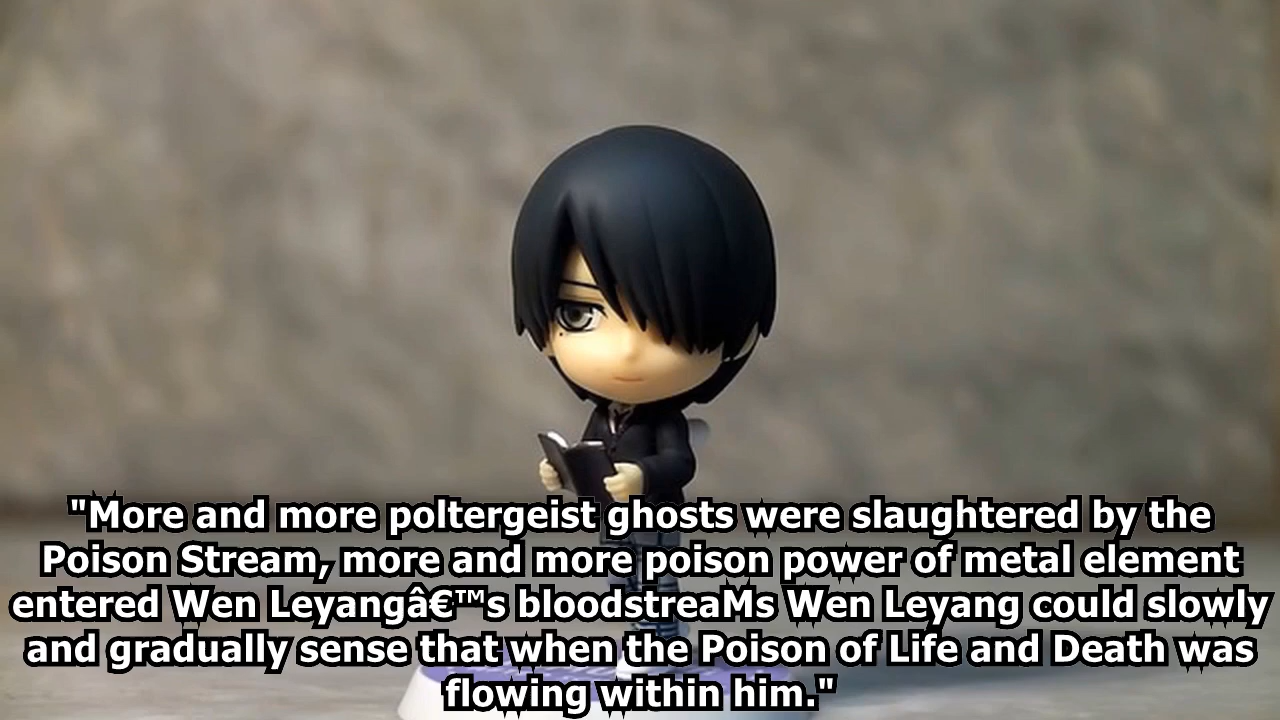 "More and more poltergeist ghosts were slaughtered by the
Poison Stream, more and more poison power of metal element
entered Wen Leyangâ€™s bloodstreaMs Wen Leyang could slowly
and gradually sense that when the Poison of Life and Death was
flowing within him."